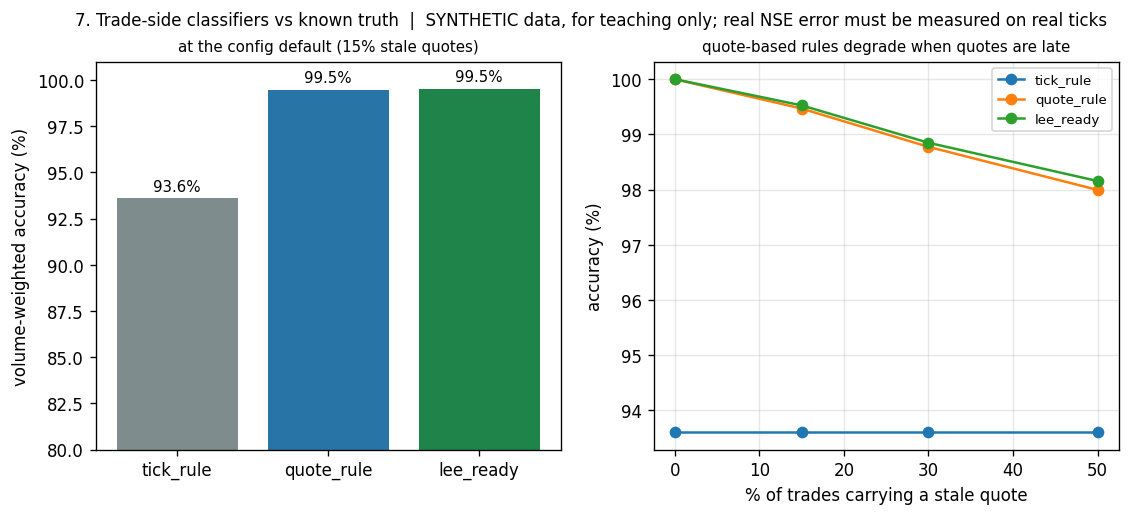 7. Trade-side classifiers vs known truth | SYNTHETIC data, for teaching only; real NSE error must be measured on real ticks
at the config default (15% stale quotes)
volume-weighted accuracy (%)
100.0
97.5
95.0
92.5
90.0
87.5
85.0
82.5
80.0
93.6%
99.5%
99.5%
tick_rule
quote_rule
lee_ready
quote-based rules degrade when quotes are late
accuracy (%)
100
99
98
97
96
95
94
tick_rule
quote_rule
lee_ready
0
10
20
30
40
50
% of trades carrying a stale quote